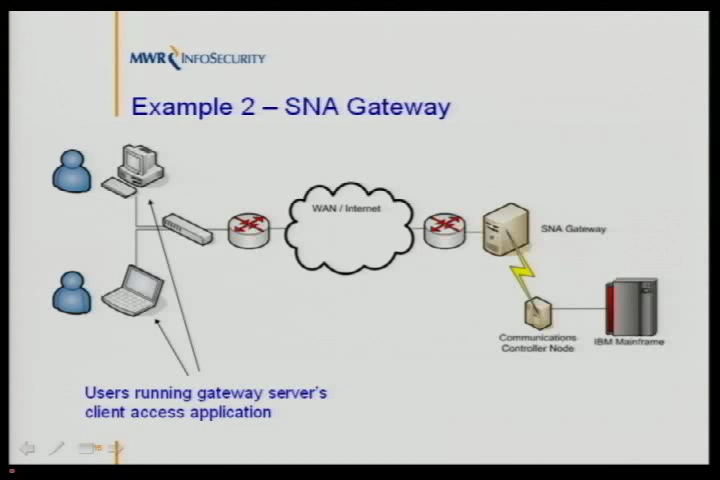 MWR INFOSECURITY
Example 2 – SNA Gateway
WAN / Internet
SNA Gateway
Communications
Controller Node
IBM Mainframe
Users running gateway server's
client access application